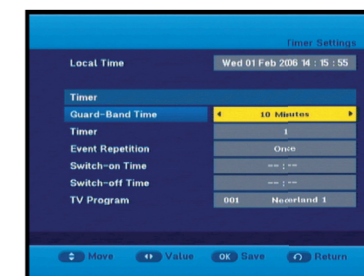 Timer Settings
Local Time Wed 01 Feb 2006 14 : 15 : 55
Timer
Guard-Band Time 10 Minutes
Timer 1
Event Repetition Once
Switch-on Time -- : --
Switch-off Time -- : --
TV Program 001 Nederland 1
Move Value OK Save Return